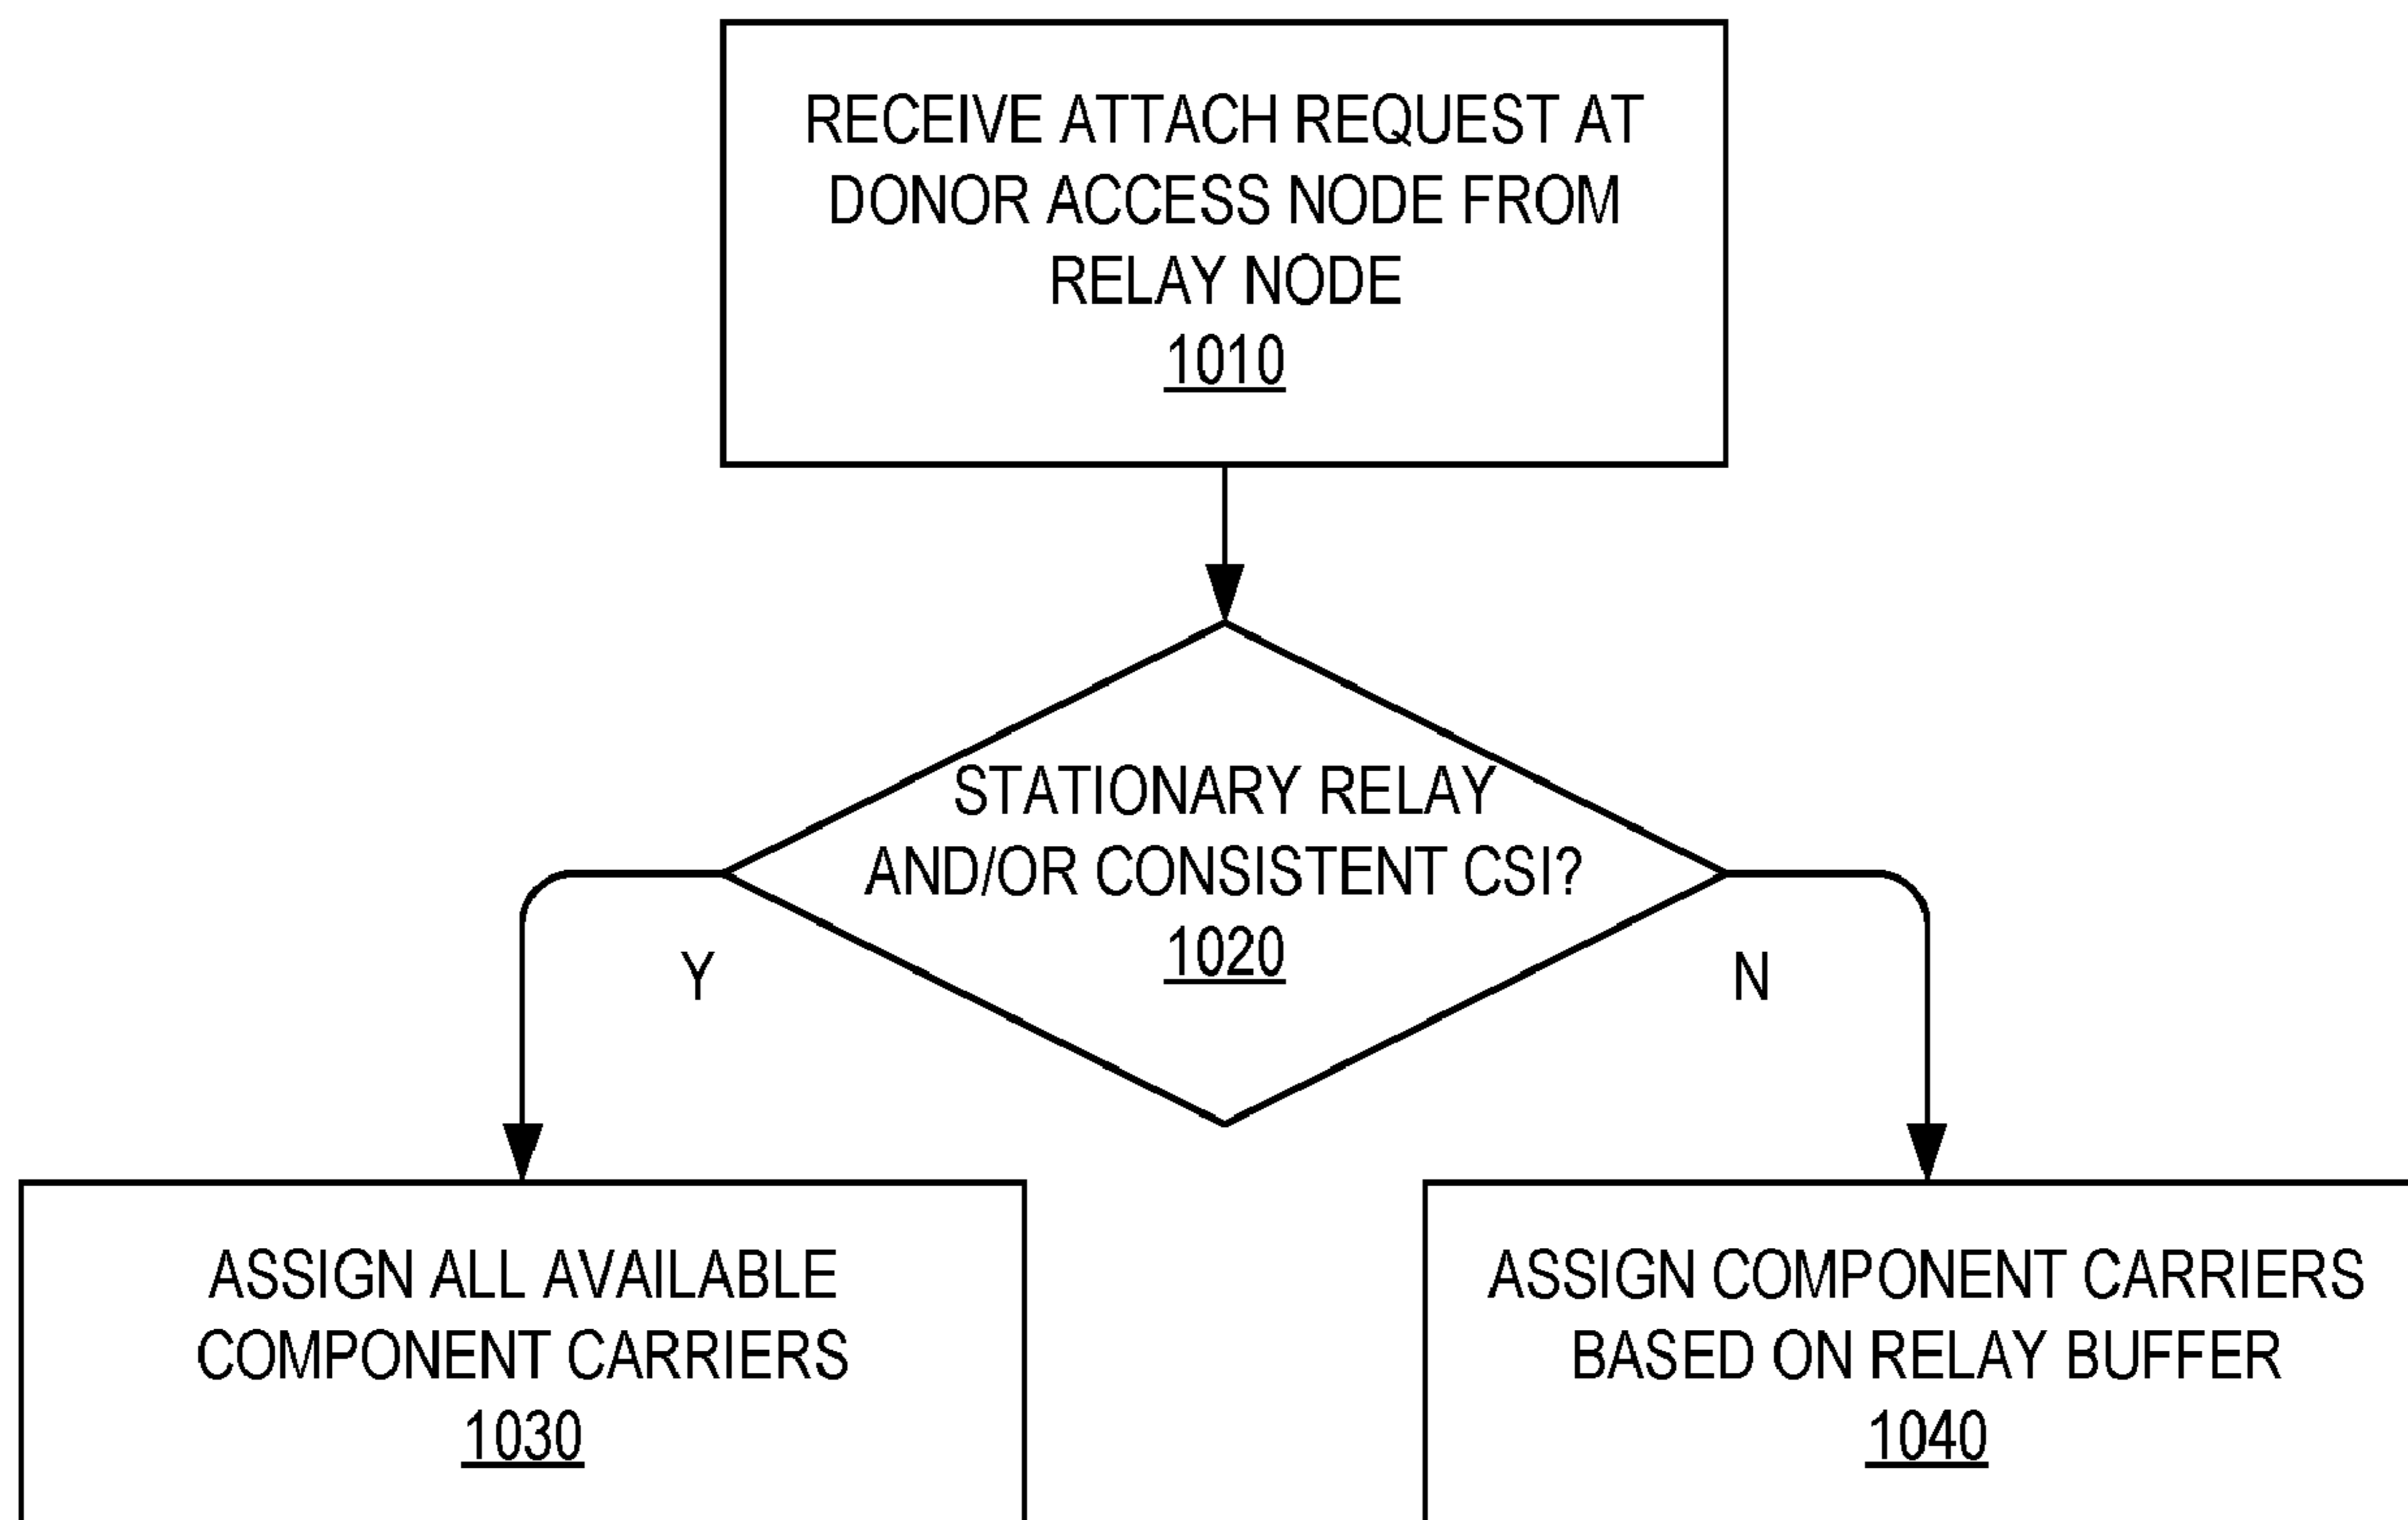 RECEIVE ATTACH REQUEST AT
DONOR ACCESS NODE FROM
RELAY NODE
1010
STATIONARY RELAY
AND/OR CONSISTENT CSI?
1020
Y
N
ASSIGN ALL AVAILABLE
COMPONENT CARRIERS
1030
ASSIGN COMPONENT CARRIERS
BASED ON RELAY BUFFER
1040